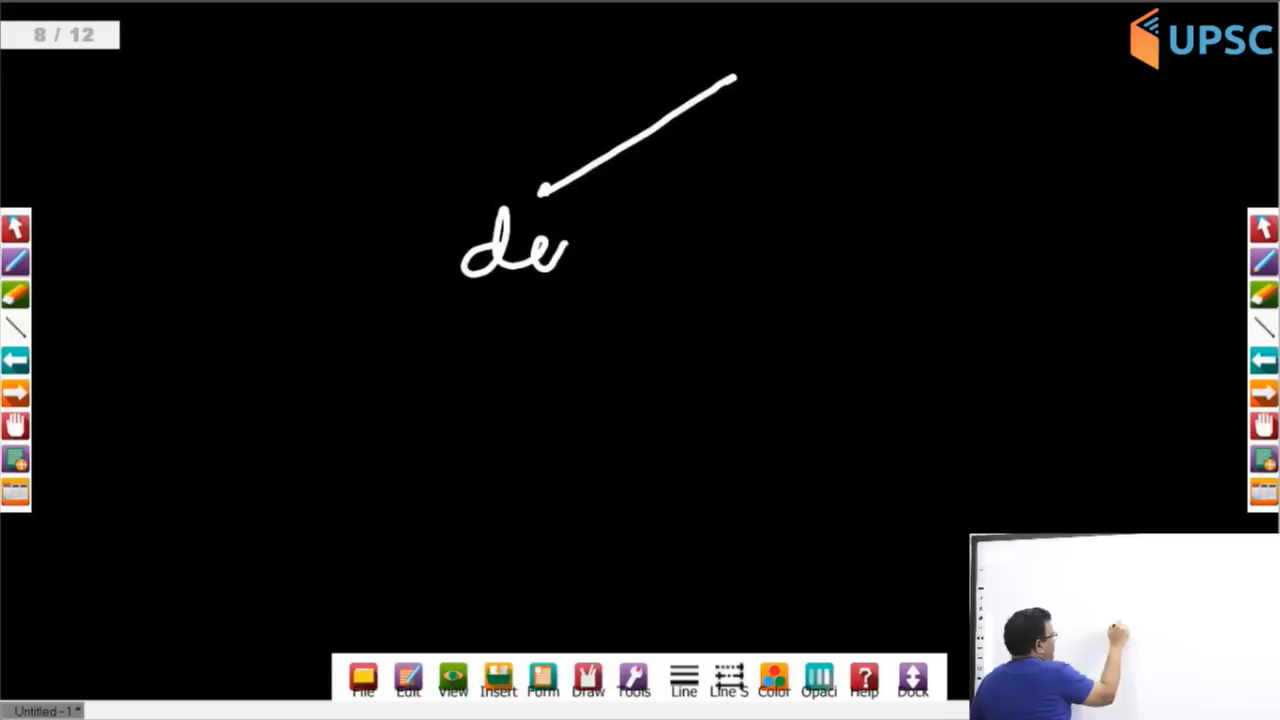 8 / 12
UPSC
de
File Edit View Insert Form Draw Tools Line Line S Color Opaci Help Dock
Untitled - 1 *